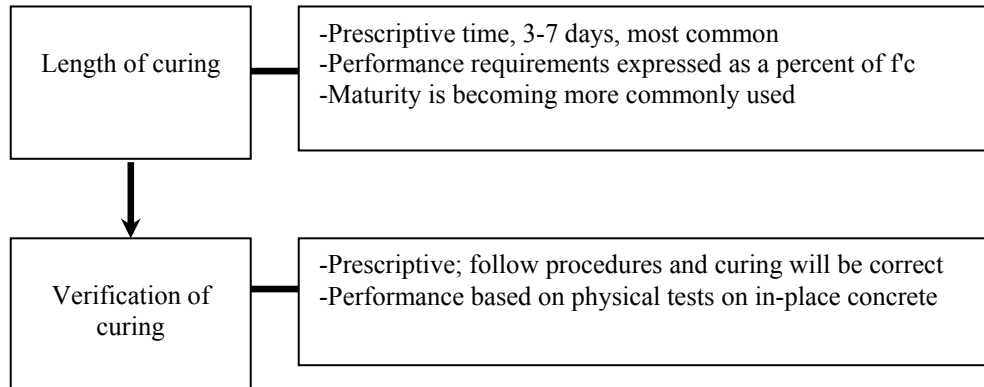 Length of curing
-Prescriptive time, 3-7 days, most common
-Performance requirements expressed as a percent of f'c
-Maturity is becoming more commonly used
Verification of
curing
-Prescriptive; follow procedures and curing will be correct
-Performance based on physical tests on in-place concrete